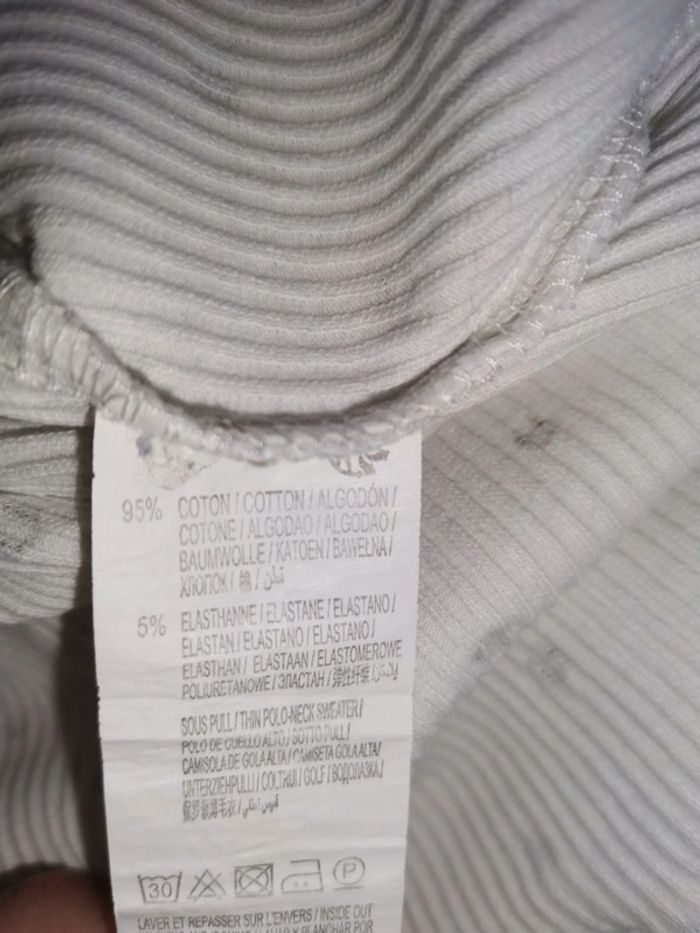 95% COTON / COTTON / ALGODÓN /
COTONE / ALGODAO / ALGODAO /
BAUMWOLLE / KATOEN / BAWEŁNA /
ХЛОПОК / 棉 / قطن
5% ELASTHANNE / ELASTANE / ELASTANO /
ELASTAN / ELASTANO / ELASTANO /
ELASTHAN / ELASTAAN / ELASTOMEROWE
POLIURETANOWE / ЭЛАСТАН / 弹性纤维 /
SOUS PULL / THIN POLO-NECK SWEATER /
POLO DE CUELLO ALTO / SOTTO PULL /
CAMISOLA DE GOLA ALTA / CAMISETA GOLA ALTA /
UNTERZIEHPULLI / COLTRUI / GOLF / ВОДОЛАЗКА /
30 P
LAVER ET REPASSER SUR L'ENVERS / INSIDE OUT
PLANCHAR POR